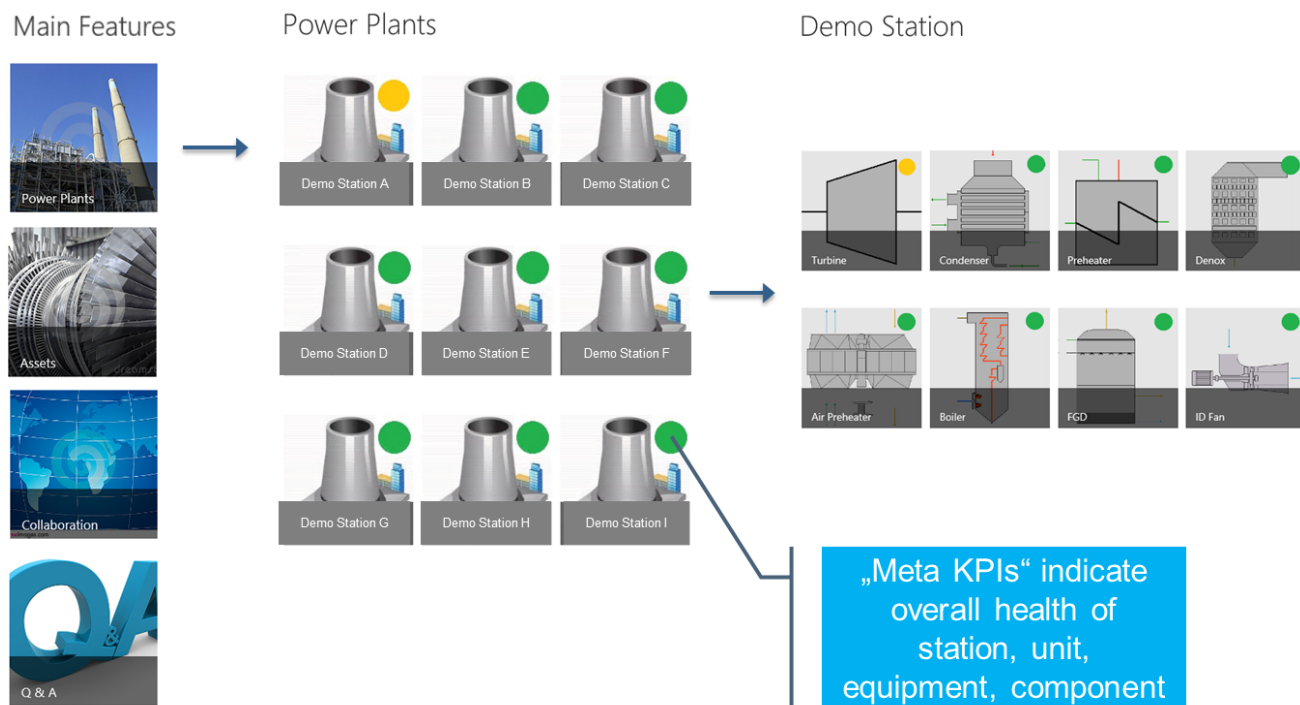 Main Features
Power Plants
Assets
Collaboration
Q & A
Q&A
Power Plants
Demo Station A
Demo Station B
Demo Station C
Demo Station D
Demo Station E
Demo Station F
Demo Station G
Demo Station H
Demo Station I
Demo Station
Turbine
Condenser
Preheater
Denox
Air Preheater
Boiler
FGD
ID Fan
„Meta KPIs“ indicate
overall health of
station, unit,
equipment, component